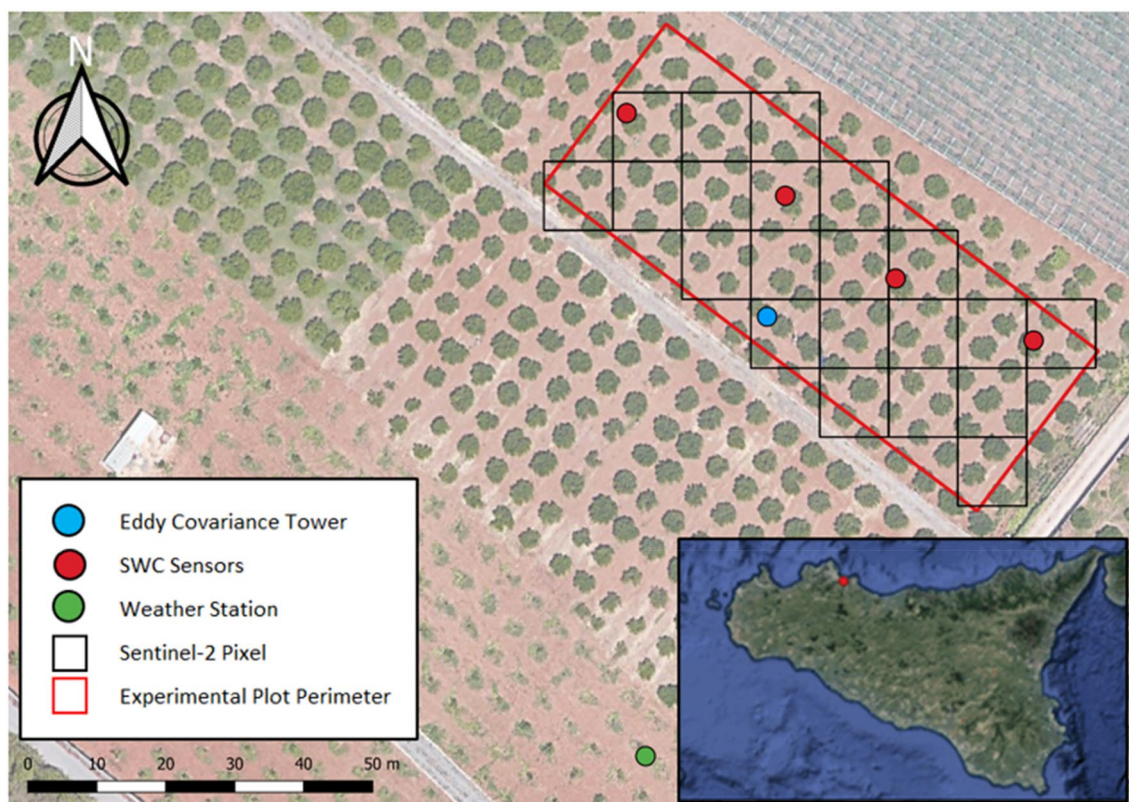 N
Eddy Covariance Tower
SWC Sensors
Weather Station
Sentinel-2 Pixel
Experimental Plot Perimeter
0 10 20 30 40 50 m